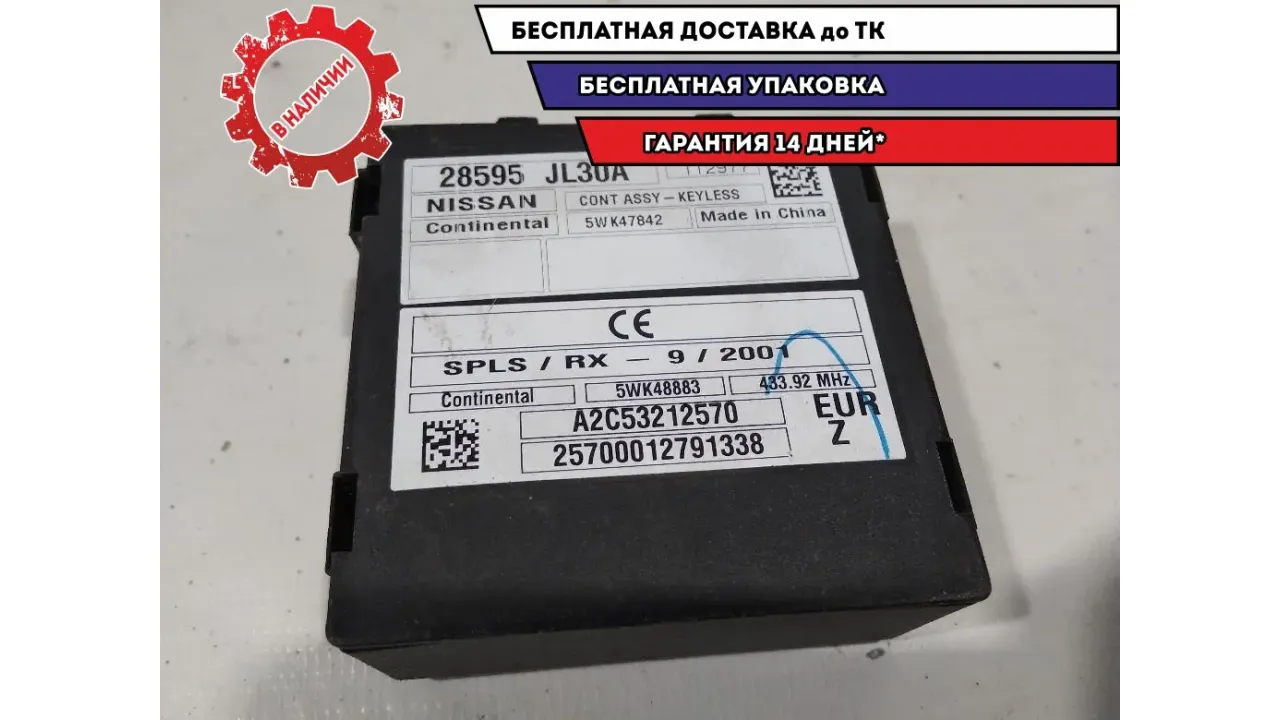 БЕСПЛАТНАЯ ДОСТАВКА до ТК
БЕСПЛАТНАЯ УПАКОВКА
ГАРАНТИЯ 14 ДНЕЙ*
В НАЛИЧИИ
28595 JL30A
112977
NISSAN
CONT ASSY – KEYLESS
Continental
5WK47842
Made in China
CE
SPLS / RX – 9 / 2001
Continental
5WK48883
433.92 MHz
A2C53212570
EUR
Z
25700012791338